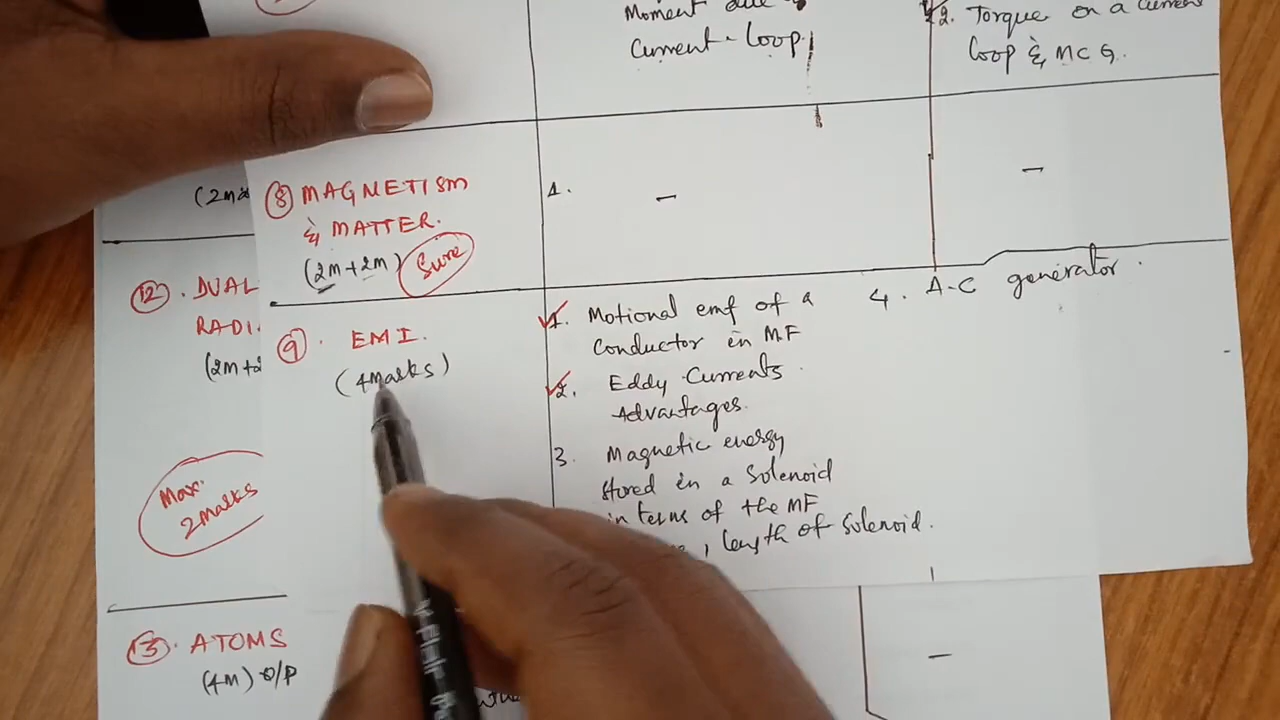 Moment due
Current - Loop
2. Torque on a current
loop & MCG.
(2m
8 MAGNETISM
& MATTER.
(2m+2m) Sure
1. - -
12. DUAL
RADI
(2m+2
9. EMI.
(4marks)
1. Motional emf of a
conductor in MF
2. Eddy Currents
Advantages.
3. Magnetic energy
stored in a solenoid
in terms of the MF
, length of solenoid.
4. A-C generator.
Max.
2marks
13. ATOMS
(4M) O/P
-